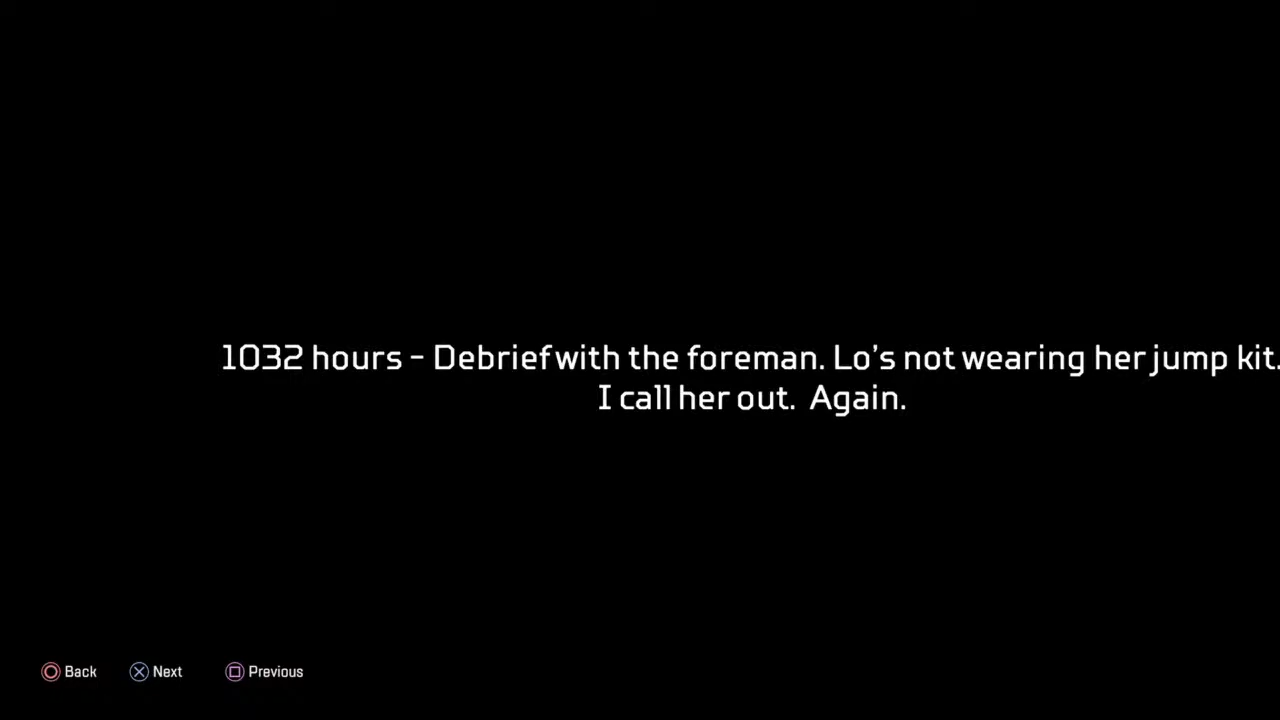 1032 hours - Debrief with the foreman. Lo's not wearing her jump kit.
I call her out.  Again.
Back Next Previous